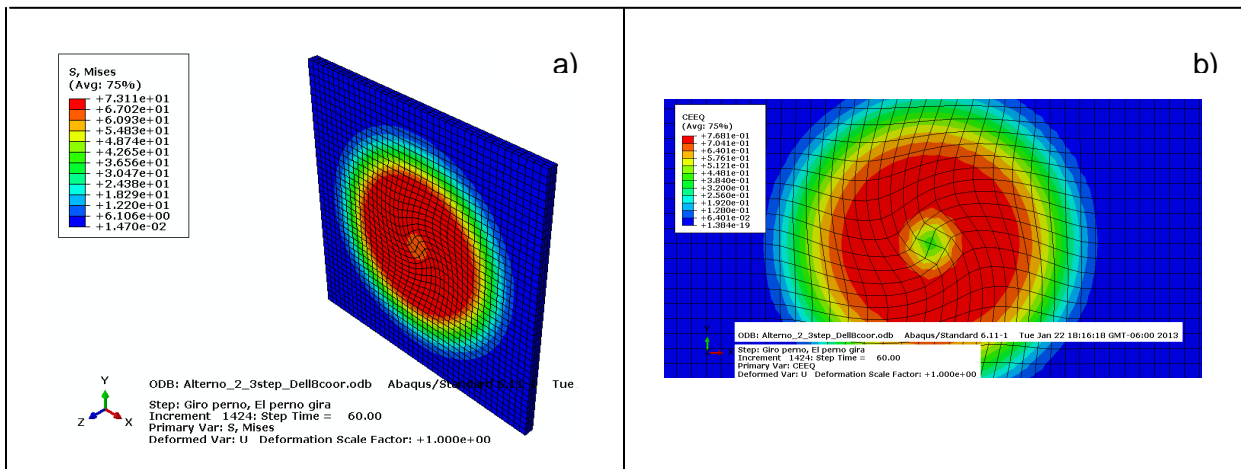 a)
S, Mises
(Avg: 75%)
+7.311e+01
+6.702e+01
+6.093e+01
+5.483e+01
+4.874e+01
+4.265e+01
+3.656e+01
+3.047e+01
+2.438e+01
+1.829e+01
+1.220e+01
+6.106e+00
+1.470e-02
Y
Z
X
ODB: Alterno_2_3step_Dell8coor.odb Abaqus/Standard Tue
Step: Giro perno, El perno gira
Increment 1424: Step Time = 60.00
Primary Var: S, Mises
Deformed Var: U Deformation Scale Factor: +1.000e+00
b)
CEEQ
(Avg: 75%)
+7.681e-01
+7.041e-01
+6.401e-01
+5.761e-01
+5.121e-01
+4.481e-01
+3.840e-01
+3.200e-01
+2.560e-01
+1.920e-01
+1.280e-01
+6.401e-02
+1.384e-19
ODB: Alterno_2_3step_Dell8coor.odb Abaqus/Standard 6.11-1 Tue Jan 22 18:16:18 GMT-06:00 2013
Step: Giro perno, El perno gira
Increment 1424: Step Time = 60.00
Primary Var: CEEQ
Deformed Var: U Deformation Scale Factor: +1.000e+00